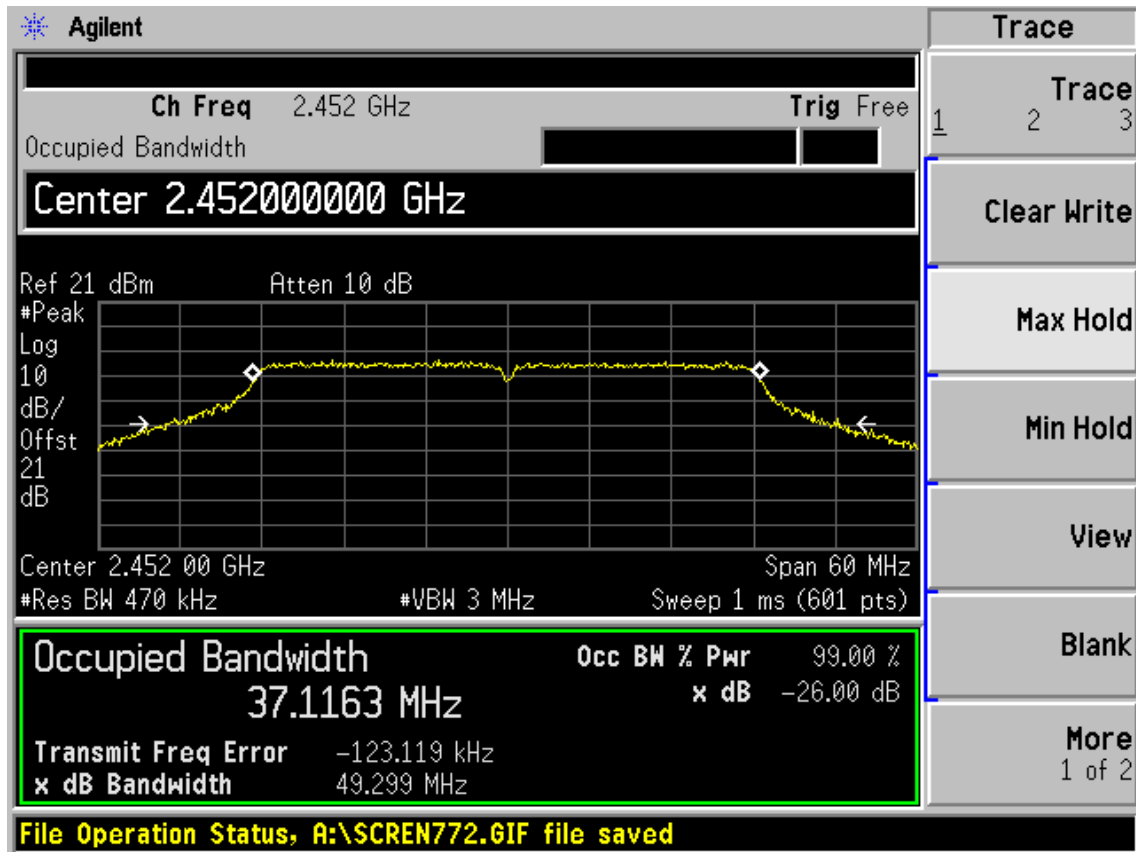 Agilent
Trace
Ch Freq 2.452 GHz Trig Free
Occupied Bandwidth
Center 2.452000000 GHz
Ref 21 dBm Atten 10 dB
#Peak
Log
10
dB/
Offst
21
dB
Center 2.452 00 GHz Span 60 MHz
#Res BW 470 kHz #VBW 3 MHz Sweep 1 ms (601 pts)
Occupied Bandwidth
37.1163 MHz
Occ BW % Pwr 99.00 %
x dB -26.00 dB
Transmit Freq Error -123.119 kHz
x dB Bandwidth 49.299 MHz
File Operation Status, A:\SCREN772.GIF file saved
Trace
1 2 3
Clear Write
Max Hold
Min Hold
View
Blank
More
1 of 2